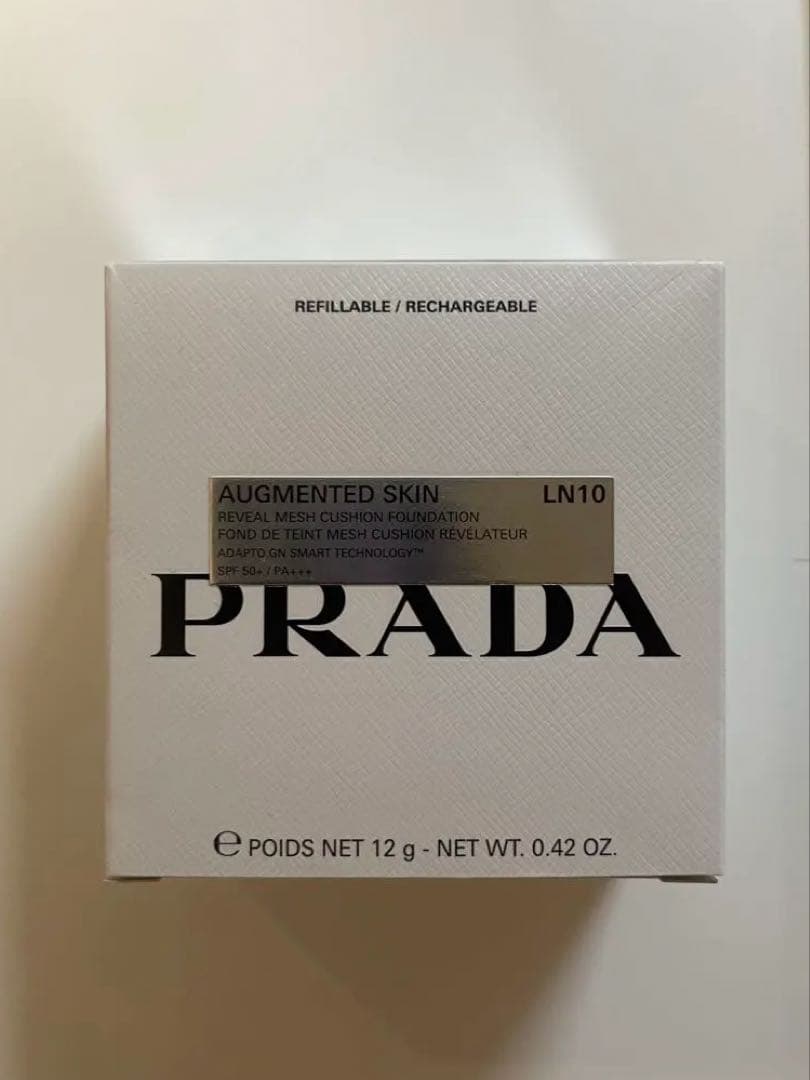 REFILLABLE / RECHARGEABLE
AUGMENTED SKIN LN10
REVEAL MESH CUSHION FOUNDATION
FOND DE TEINT MESH CUSHION RÉVÉLATEUR
ADAPTO.GN SMART TECHNOLOGY™
SPF 50+ / PA+++
PRADA
℮ POIDS NET 12 g - NET WT. 0.42 OZ.